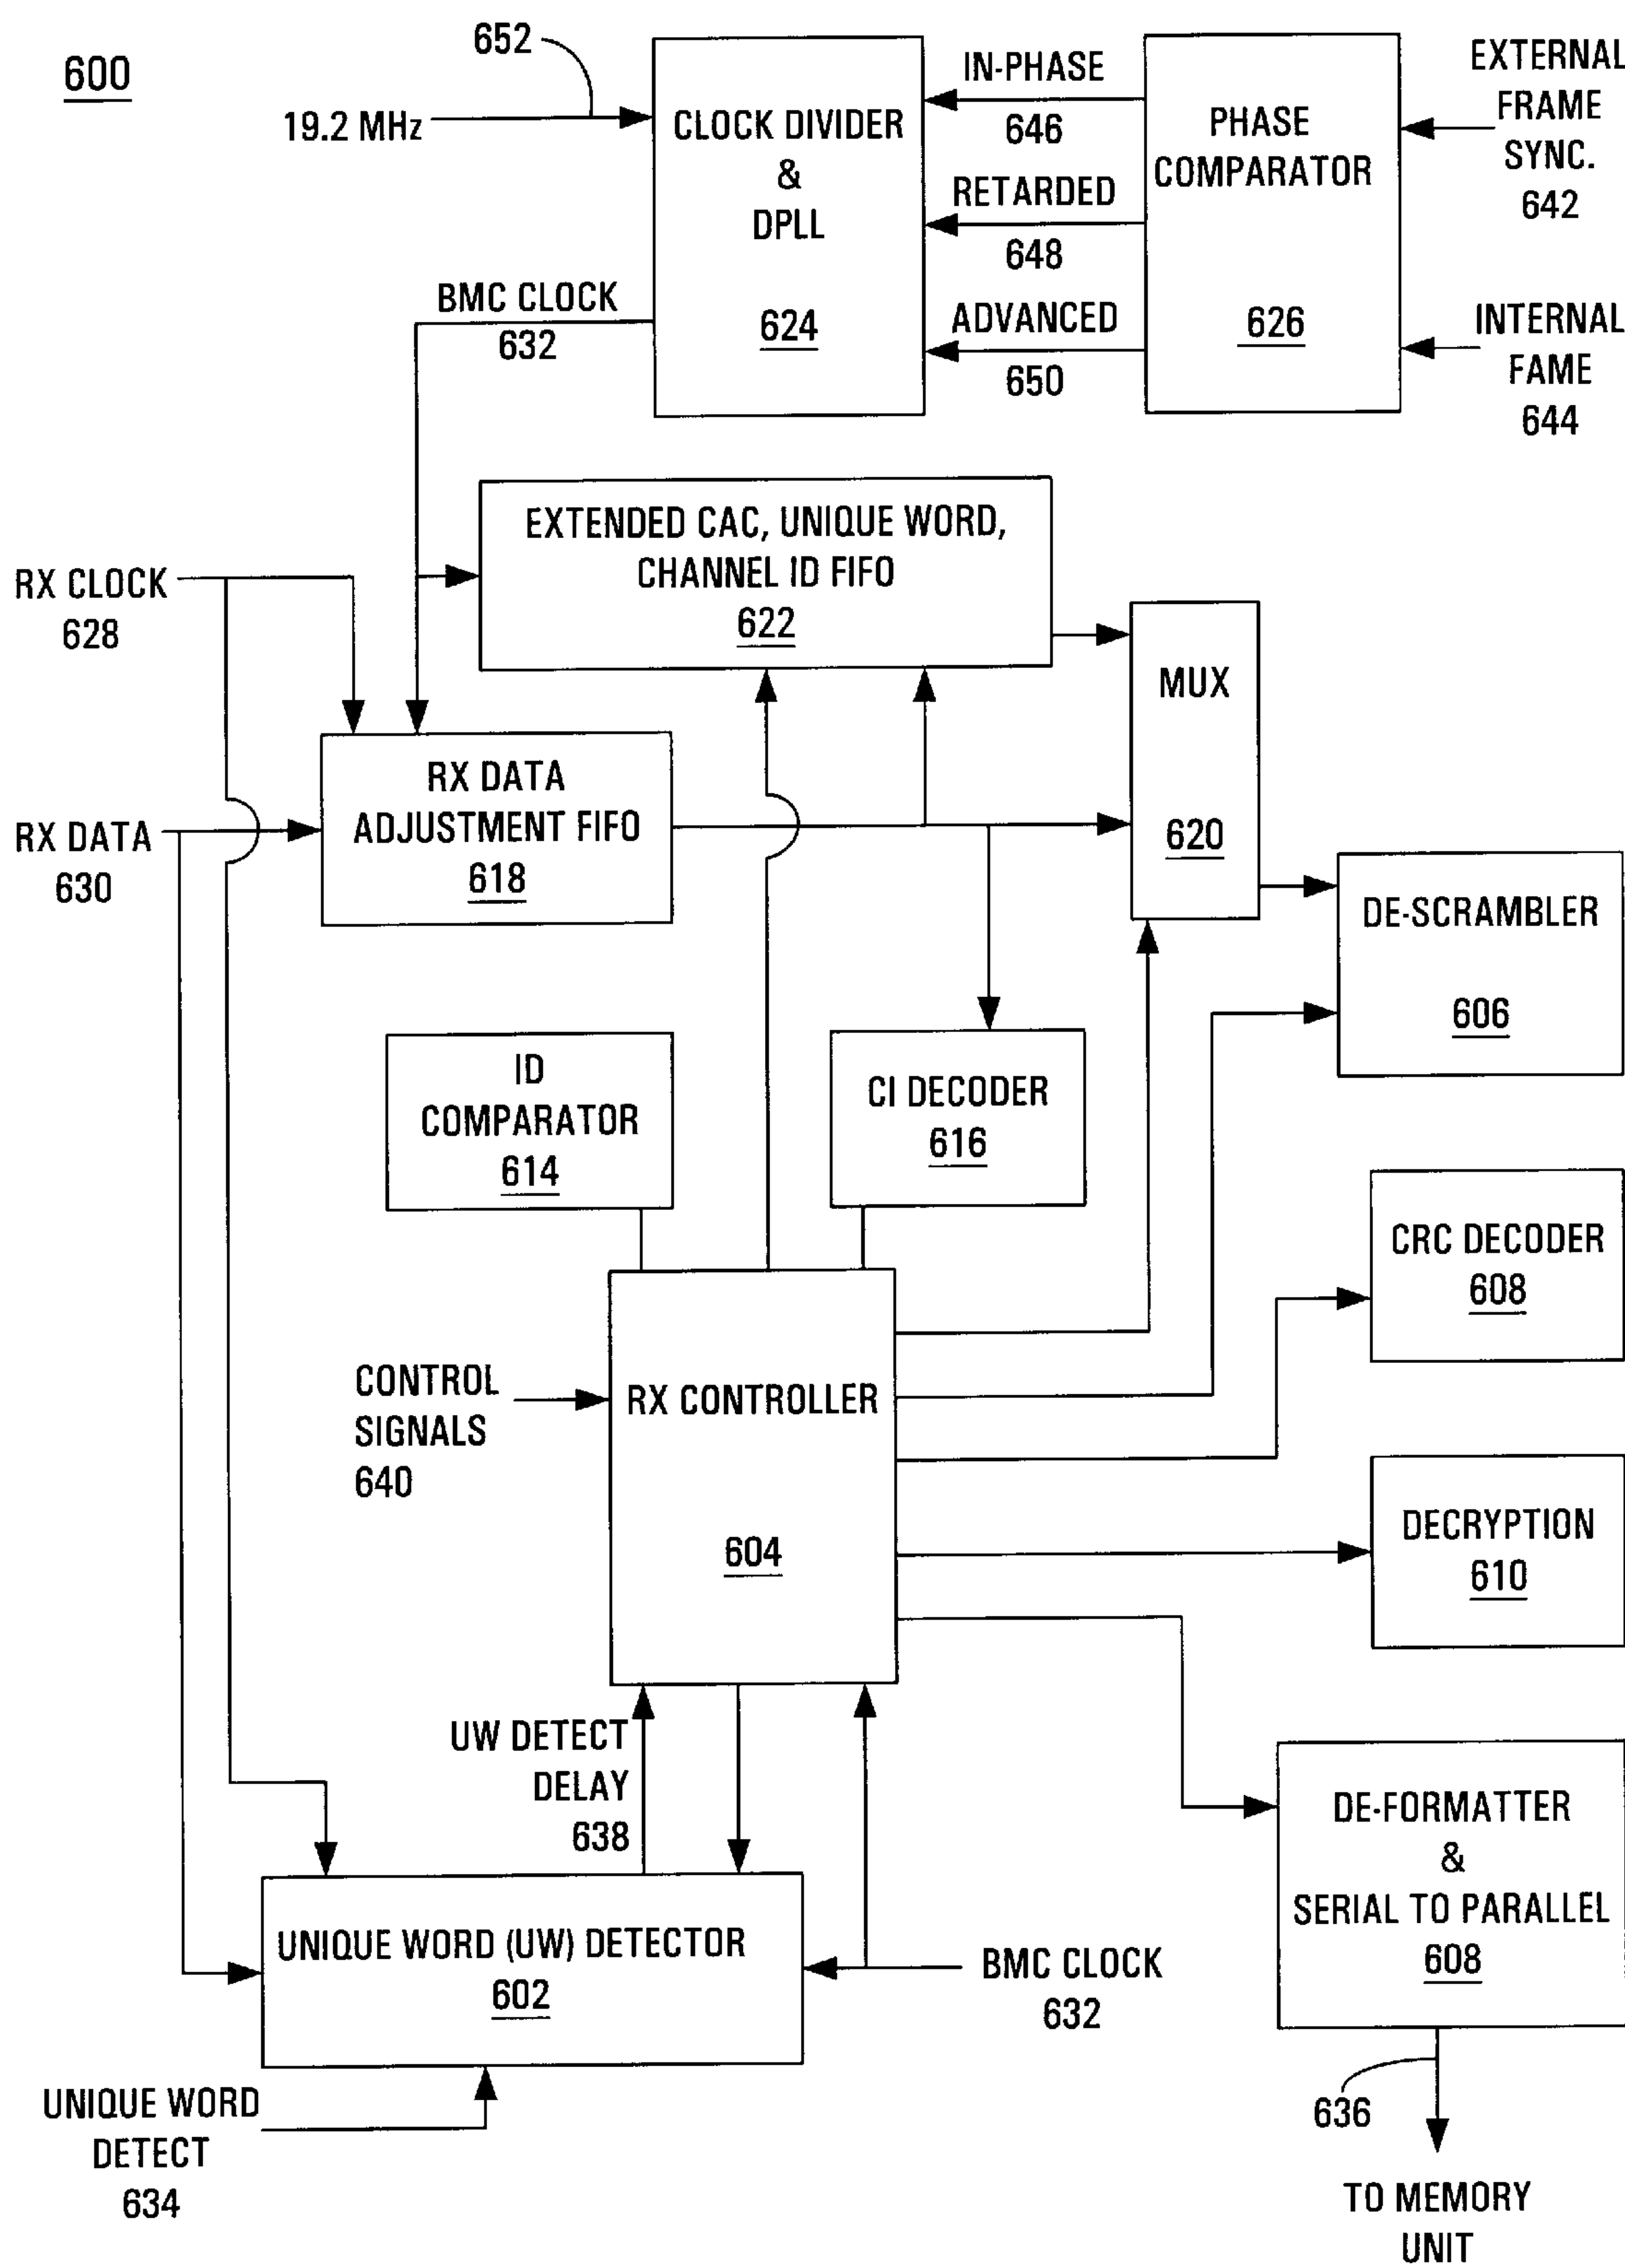 600
652
19.2 MHz
CLOCK DIVIDER
&
DPLL
624
IN-PHASE
646
RETARDED
648
ADVANCED
650
PHASE
COMPARATOR
626
EXTERNAL
FRAME
SYNC.
642
INTERNAL
FAME
644
BMC CLOCK
632
EXTENDED CAC, UNIQUE WORD,
CHANNEL ID FIFO
622
RX CLOCK
628
MUX
620
RX DATA
ADJUSTMENT FIFO
618
RX DATA
630
DE-SCRAMBLER
606
ID
COMPARATOR
614
CI DECODER
616
CRC DECODER
608
CONTROL
SIGNALS
640
RX CONTROLLER
604
DECRYPTION
610
UW DETECT
DELAY
638
DE-FORMATTER
&
SERIAL TO PARALLEL
608
UNIQUE WORD (UW) DETECTOR
602
BMC CLOCK
632
UNIQUE WORD
DETECT
634
636
TO MEMORY
UNIT